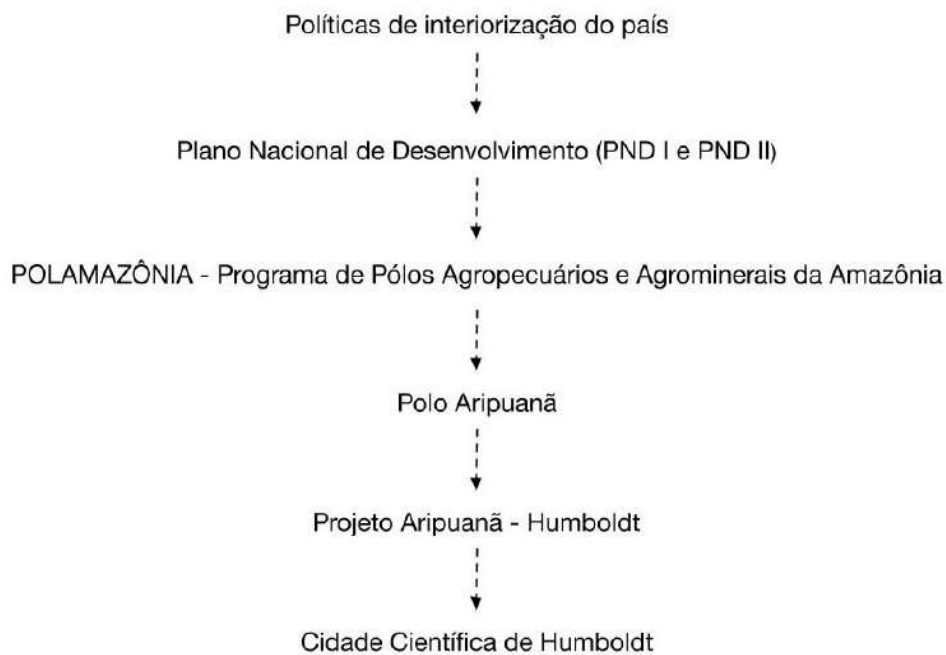 Políticas de interiorização do país
Plano Nacional de Desenvolvimento (PND I e PND II)
POLAMAZÔNIA - Programa de Pólos Agropecuários e Agrominerais da Amazônia
Polo Aripuanã
Projeto Aripuanã - Humboldt
Cidade Científica de Humboldt